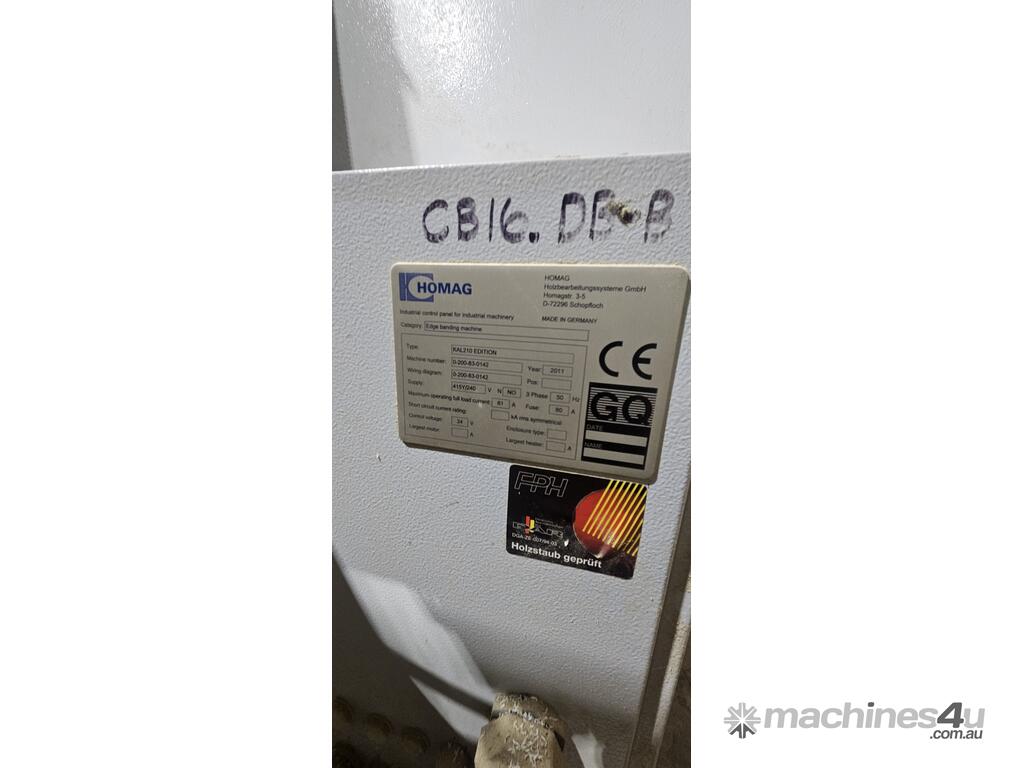 CB16. DB-B
HOMAG
HOMAG
Holzbearbeitungssysteme GmbH
Homagstr. 3-5
D-72296 Schopfloch
Industrial control panel for industrial machinery
MADE IN GERMANY
Category: Edge banding machine
Type: KAL210 EDITION
Machine number: 0-200-83-0142 Year: 2011
Wiring diagram: 0-200-83-0142 Pos:
Supply: 415Y/240 V N NO 3 Phase 50 Hz
Maximum operating full load current: 61 A Fuse: 80 A
Short circuit current rating: kA rms symmetrical
Control voltage: 24 V Enclosure type:
Largest motor: A Largest heater: A
CE
GQ
DATE
NAME
FPH
Holzstaub geprüft
machines4u
.com.au